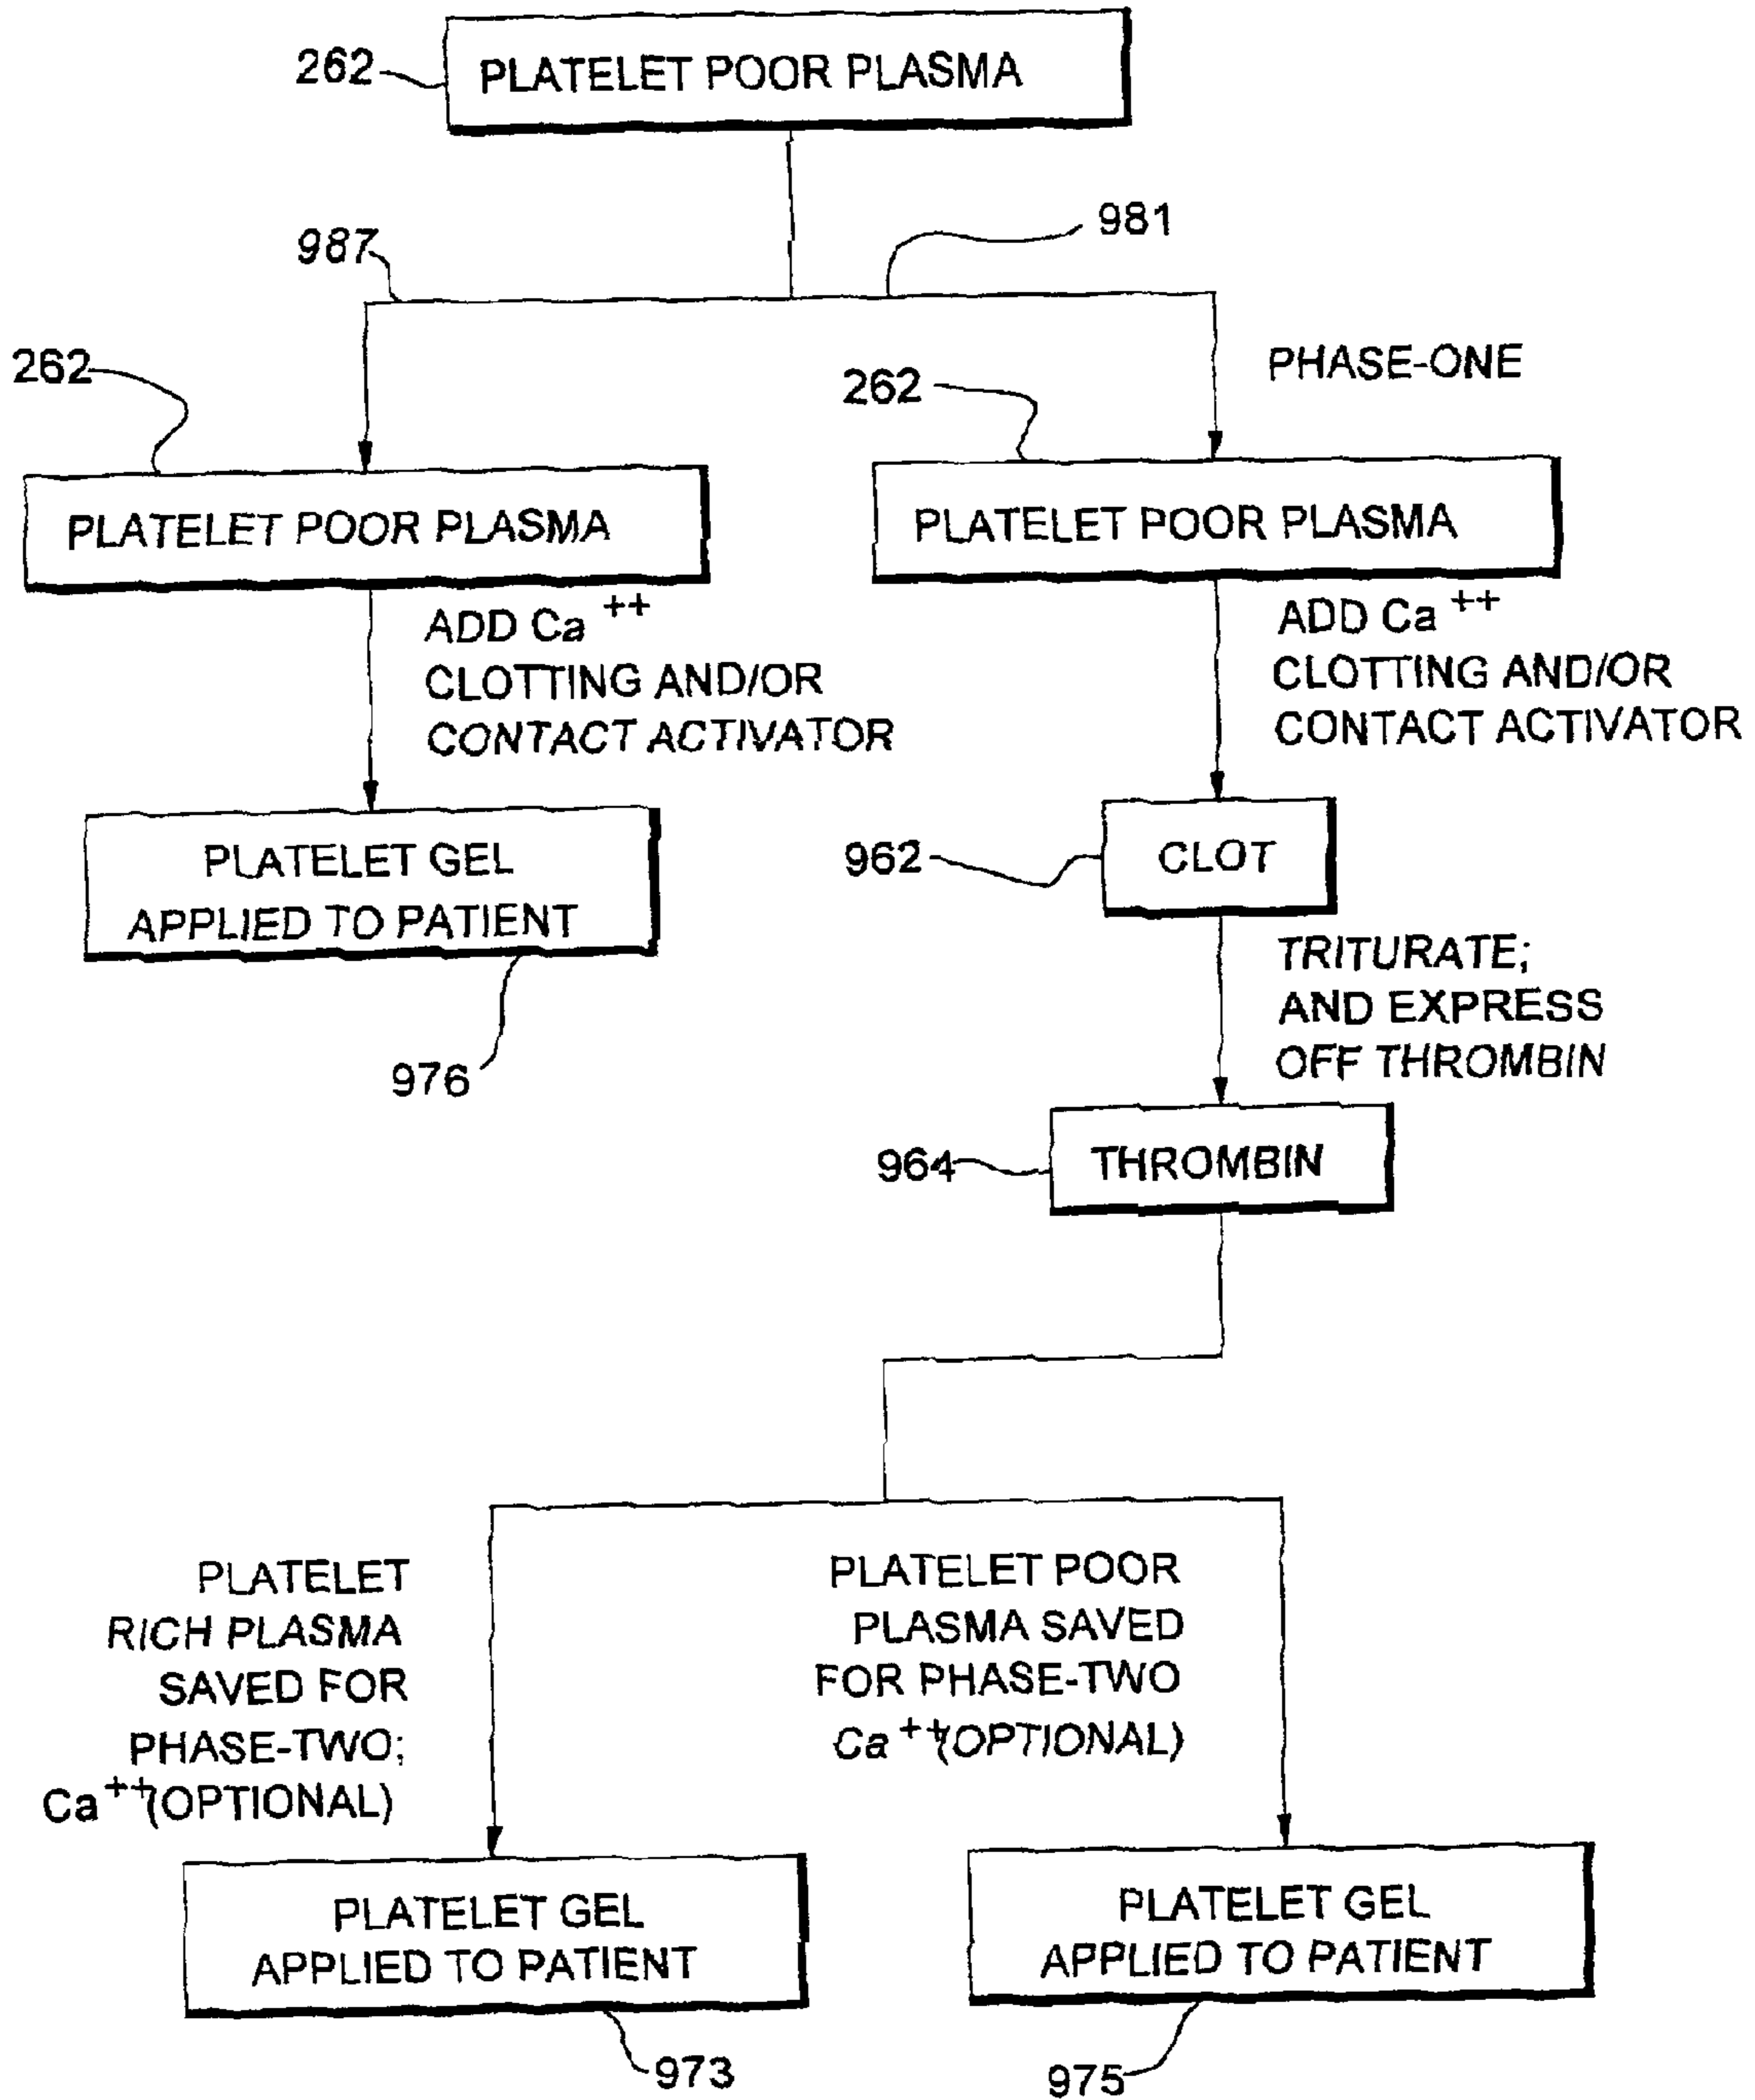 262
PLATELET POOR PLASMA
987
981
PHASE-ONE
262
262
PLATELET POOR PLASMA
PLATELET POOR PLASMA
ADD Ca ++
CLOTTING AND/OR
CONTACT ACTIVATOR
ADD Ca ++
CLOTTING AND/OR
CONTACT ACTIVATOR
PLATELET GEL
APPLIED TO PATIENT
976
962
CLOT
TRITURATE;
AND EXPRESS
OFF THROMBIN
964
THROMBIN
PLATELET
RICH PLASMA
SAVED FOR
PHASE-TWO;
Ca ++(OPTIONAL)
PLATELET POOR
PLASMA SAVED
FOR PHASE-TWO
Ca ++(OPTIONAL)
PLATELET GEL
APPLIED TO PATIENT
973
PLATELET GEL
APPLIED TO PATIENT
975